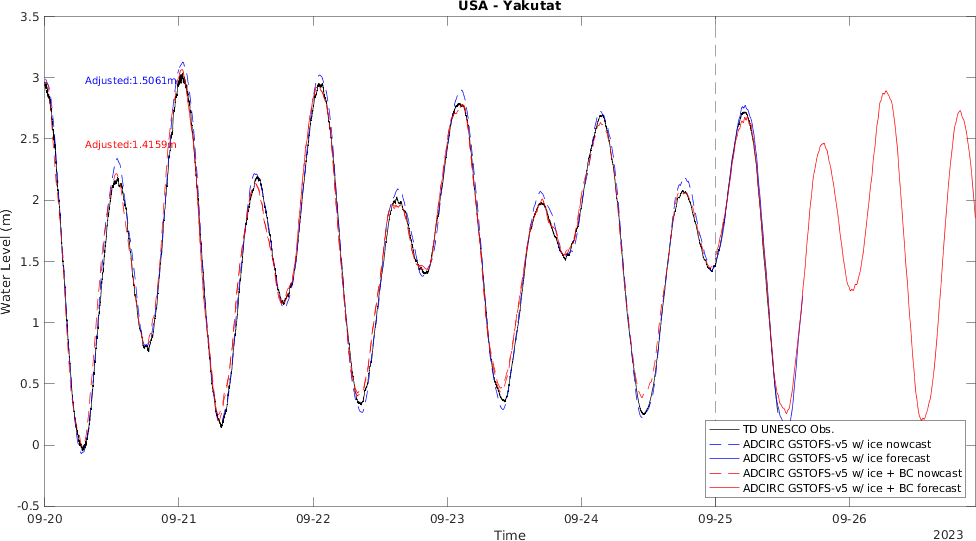 USA - Yakutat
3.5
3
2.5
2
1.5
1
0.5
0
-0.5
Water Level (m)
Adjusted:1.5061m
Adjusted:1.4159m
TD UNESCO Obs.
ADCIRC GSTOFS-v5 w/ ice nowcast
ADCIRC GSTOFS-v5 w/ ice forecast
ADCIRC GSTOFS-v5 w/ ice + BC nowcast
ADCIRC GSTOFS-v5 w/ ice + BC forecast
09-20 09-21 09-22 09-23 09-24 09-25 09-26
Time
2023